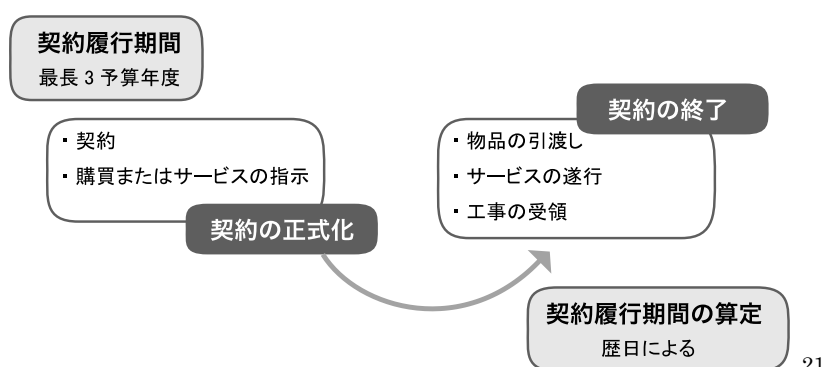 契約履行期間
最長 3 予算年度
・契約
・購買またはサービスの指示
契約の正式化
契約の終了
・物品の引渡し
・サービスの遂行
・工事の受領
契約履行期間の算定
歴日による
21